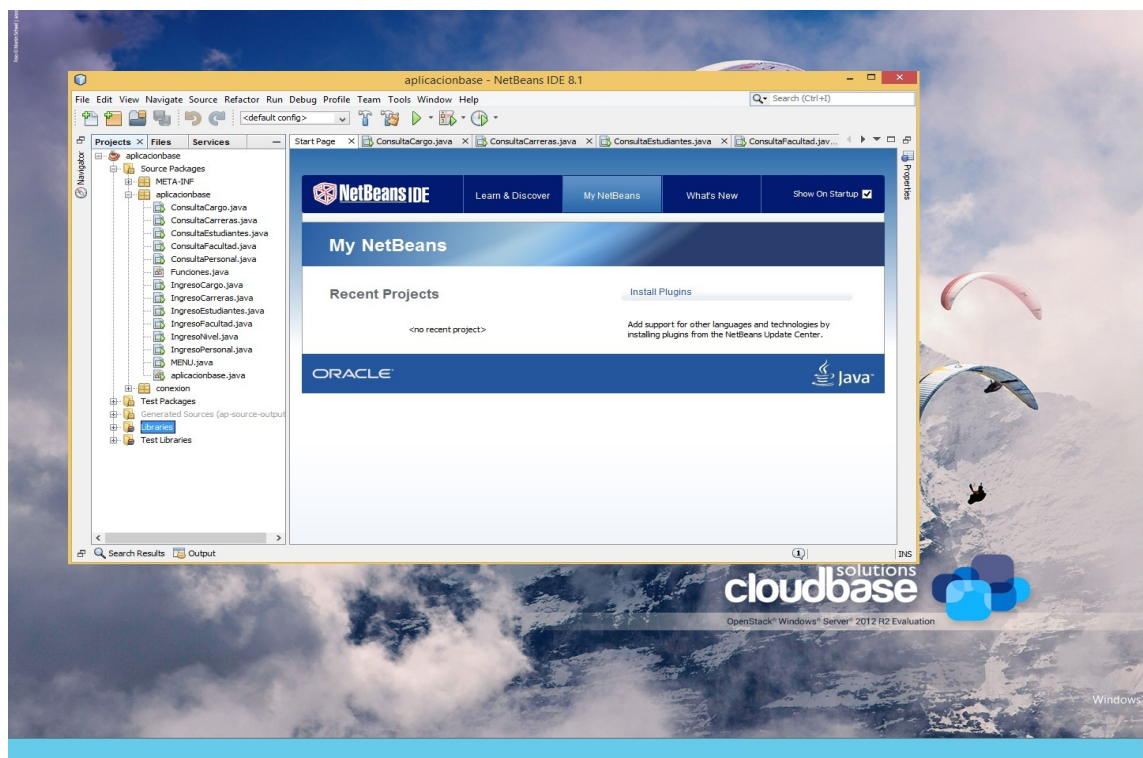 aplicacionbase - NetBeans IDE 8.1
File Edit View Navigate Source Refactor Run Debug Profile Team Tools Window Help
Search (Ctrl+I)
<default config>
Projects Files Services
Start Page ConsultaCargo.java ConsultaCarreras.java ConsultaEstudiantes.java ConsultaFacultad.jav...
Navigator
Properties
aplicacionbase
Source Packages
META-INF
aplicacionbase
ConsultaCargo.java
ConsultaCarreras.java
ConsultaEstudiantes.java
ConsultaFacultad.java
ConsultaPersonal.java
Funciones.java
IngresoCargo.java
IngresoCarreras.java
IngresoEstudiantes.java
IngresoFacultad.java
IngresoNivel.java
IngresoPersonal.java
MENU.java
aplicacionbase.java
conexion
Test Packages
Generated Sources (ap-source-output
Libraries
Test Libraries
NetBeans IDE
Learn & Discover
My NetBeans
What's New
Show On Startup
My NetBeans
Recent Projects
<no recent project>
Install Plugins
Add support for other languages and technologies by
installing plugins from the NetBeans Update Center.
ORACLE
Java
Search Results Output
1
INS
solutions
cloudbase
OpenStack® Windows® Server® 2012 R2 Evaluation
Windows